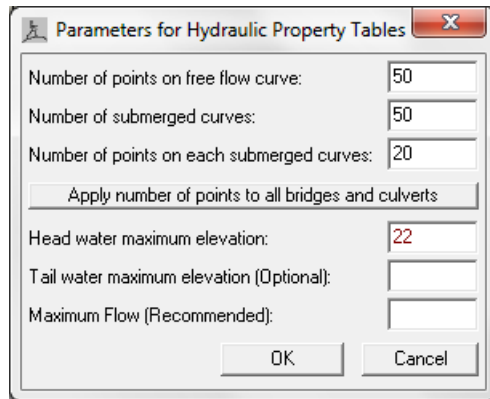 Parameters for Hydraulic Property Tables
Number of points on free flow curve: 50
Number of submerged curves: 50
Number of points on each submerged curves: 20
Apply number of points to all bridges and culverts
Head water maximum elevation: 22
Tail water maximum elevation (Optional):
Maximum Flow (Recommended):
OK Cancel